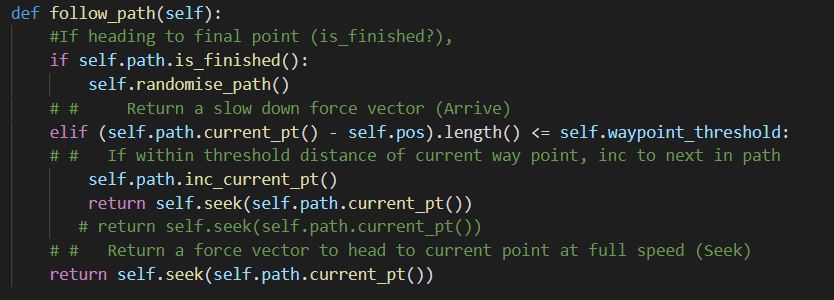 def follow_path(self):
    #If heading to final point (is_finished?),
    if self.path.is_finished():
        self.randomise_path()
    # #     Return a slow down force vector (Arrive)
    elif (self.path.current_pt() - self.pos).length() <= self.waypoint_threshold:
    # #   If within threshold distance of current way point, inc to next in path
        self.path.inc_current_pt()
        return self.seek(self.path.current_pt())
       # return self.seek(self.path.current_pt())
    # #   Return a force vector to head to current point at full speed (Seek)
    return self.seek(self.path.current_pt())